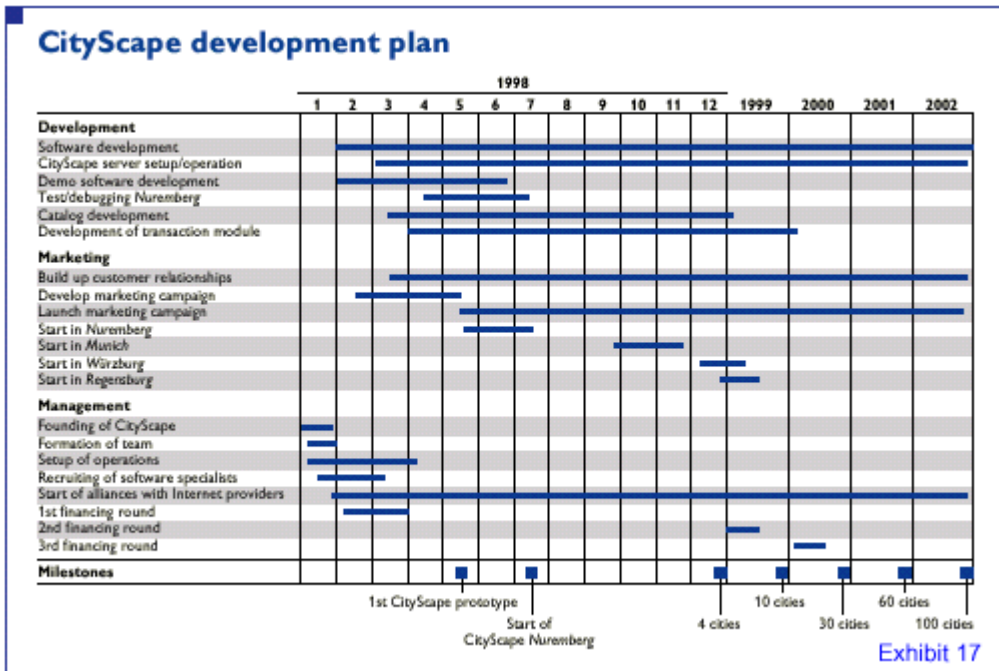 CityScape development plan
1998
1 2 3 4 5 6 7 8 9 10 11 12 1999 2000 2001 2002
Development
Software development
CityScape server setup/operation
Demo software development
Test/debugging Nuremberg
Catalog development
Development of transaction module
Marketing
Build up customer relationships
Develop marketing campaign
Launch marketing campaign
Start in Nuremberg
Start in Munich
Start in Würzburg
Start in Regensburg
Management
Founding of CityScape
Formation of team
Setup of operations
Recruiting of software specialists
Start of alliances with Internet providers
1st financing round
2nd financing round
3rd financing round
Milestones
1st CityScape prototype 10 cities 60 cities
Start of 4 cities 30 cities 100 cities
CityScape Nuremberg
Exhibit 17